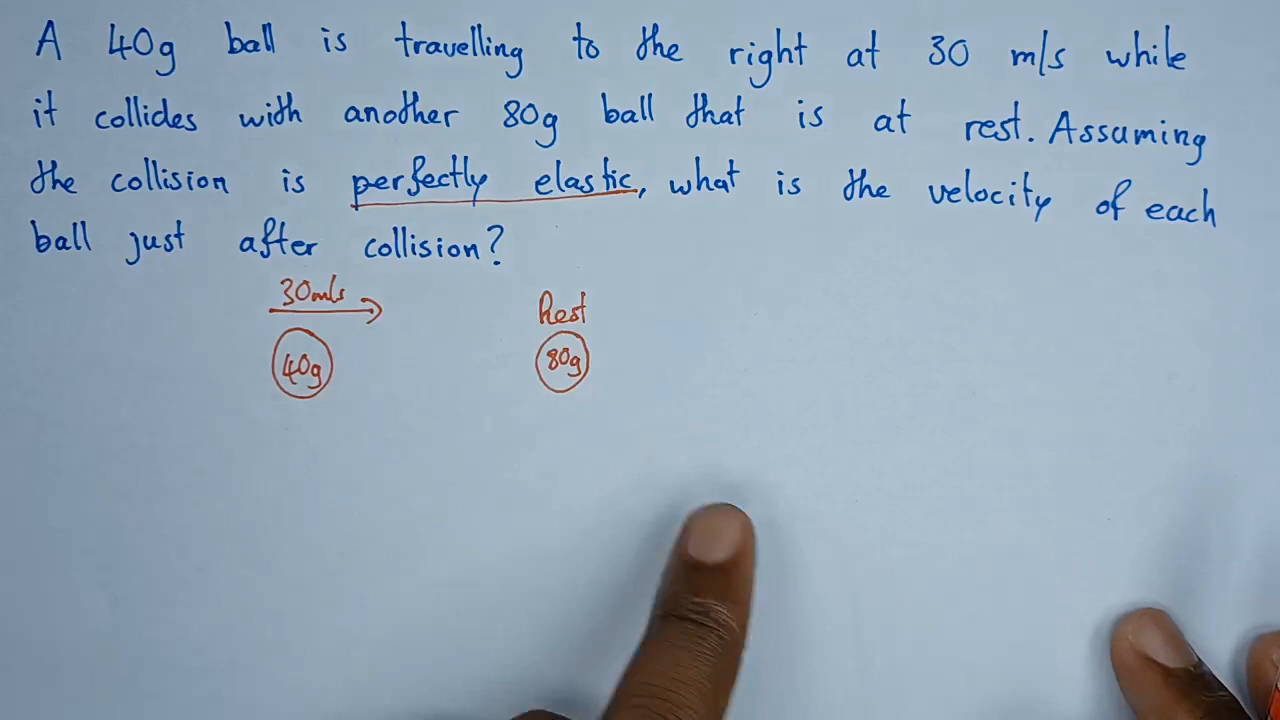 A 40g ball is travelling to the right at 30 m/s while
it collides with another 80g ball that is at rest. Assuming
the collision is perfectly elastic, what is the velocity of each
ball just after collision?
30m/s
Rest
40g
80g